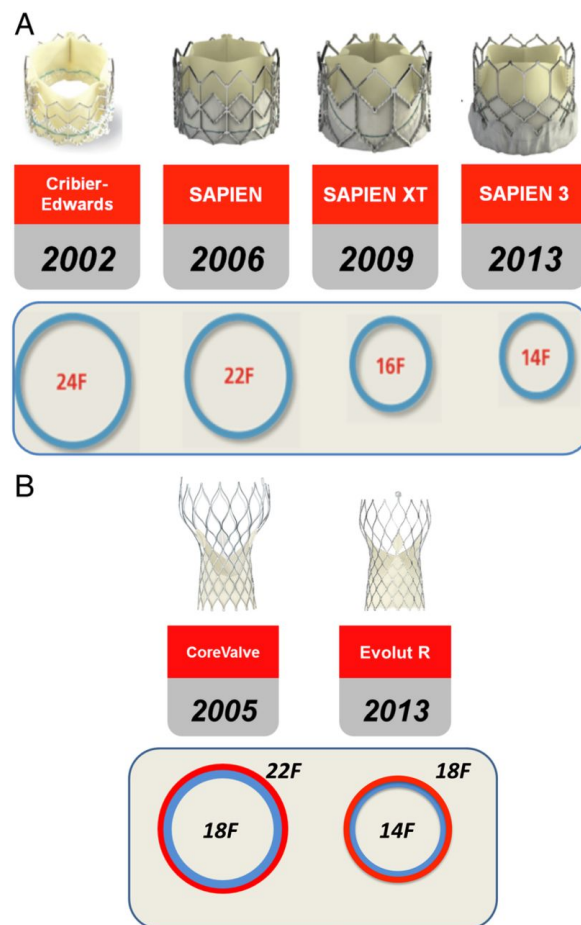 A
Cribier-
Edwards
SAPIEN
SAPIEN XT
SAPIEN 3
2002
2006
2009
2013
24F
22F
16F
14F
B
CoreValve
Evolut R
2005
2013
22F
18F
18F
14F